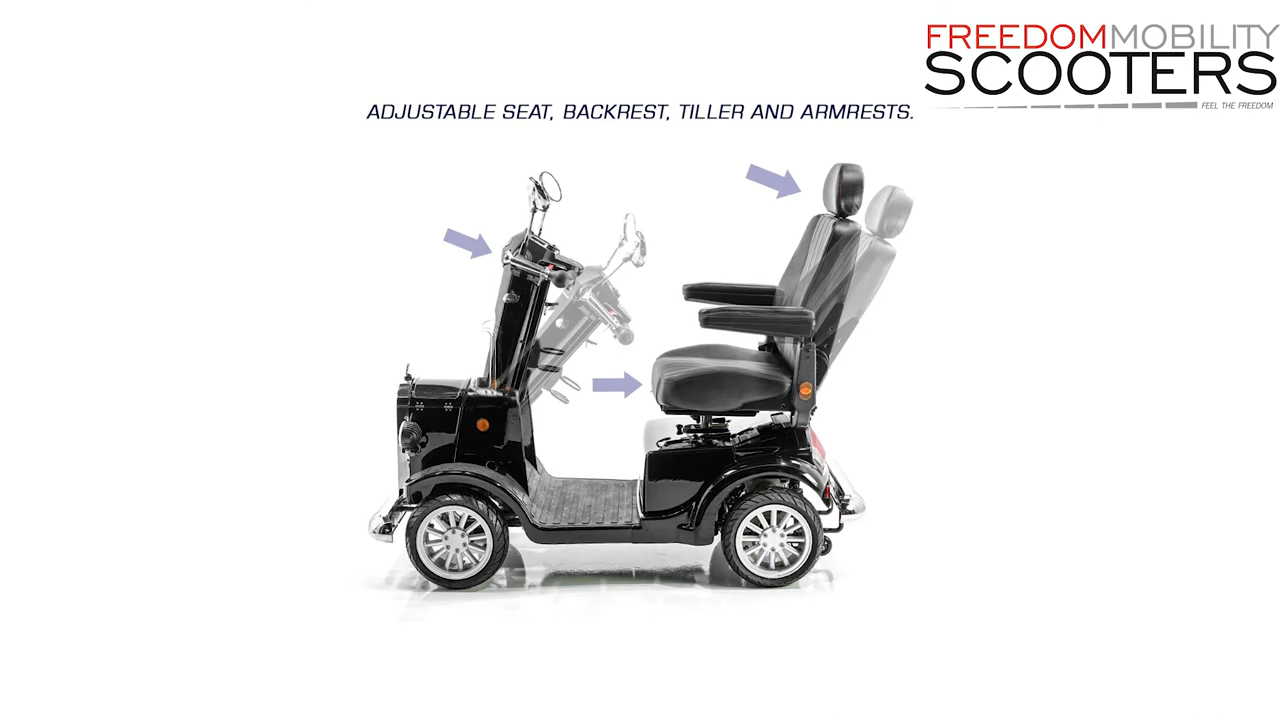 FREEDOMMOBILITY
SCOOTERS
FEEL THE FREEDOM
ADJUSTABLE SEAT, BACKREST, TILLER AND ARMRESTS.